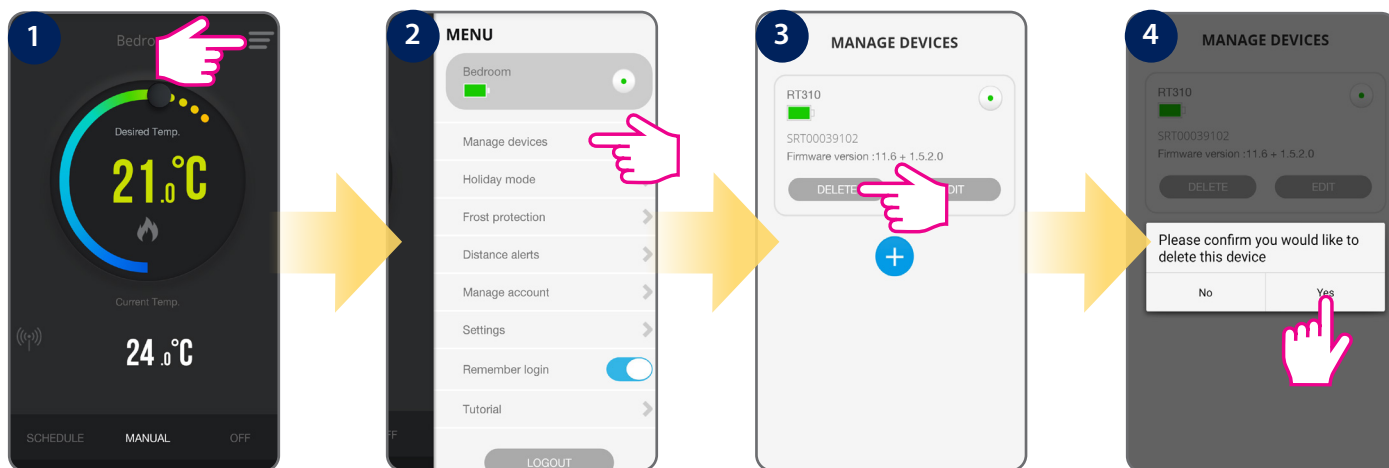 1
Bedro
Desired Temp.
21.0°C
Current Temp.
24.0°C
SCHEDULE MANUAL OFF
2
MENU
Bedroom
Manage devices
Holiday mode
Frost protection
Distance alerts
Manage account
Settings
Remember login
Tutorial
LOGOUT
FF
3
MANAGE DEVICES
RT310
SRT00039102
Firmware version :11.6 + 1.5.2.0
DELETE DIT
+
4
MANAGE DEVICES
RT310
SRT00039102
Firmware version :11.6 + 1.5.2.0
DELETE EDIT
Please confirm you would like to
delete this device
No Yes